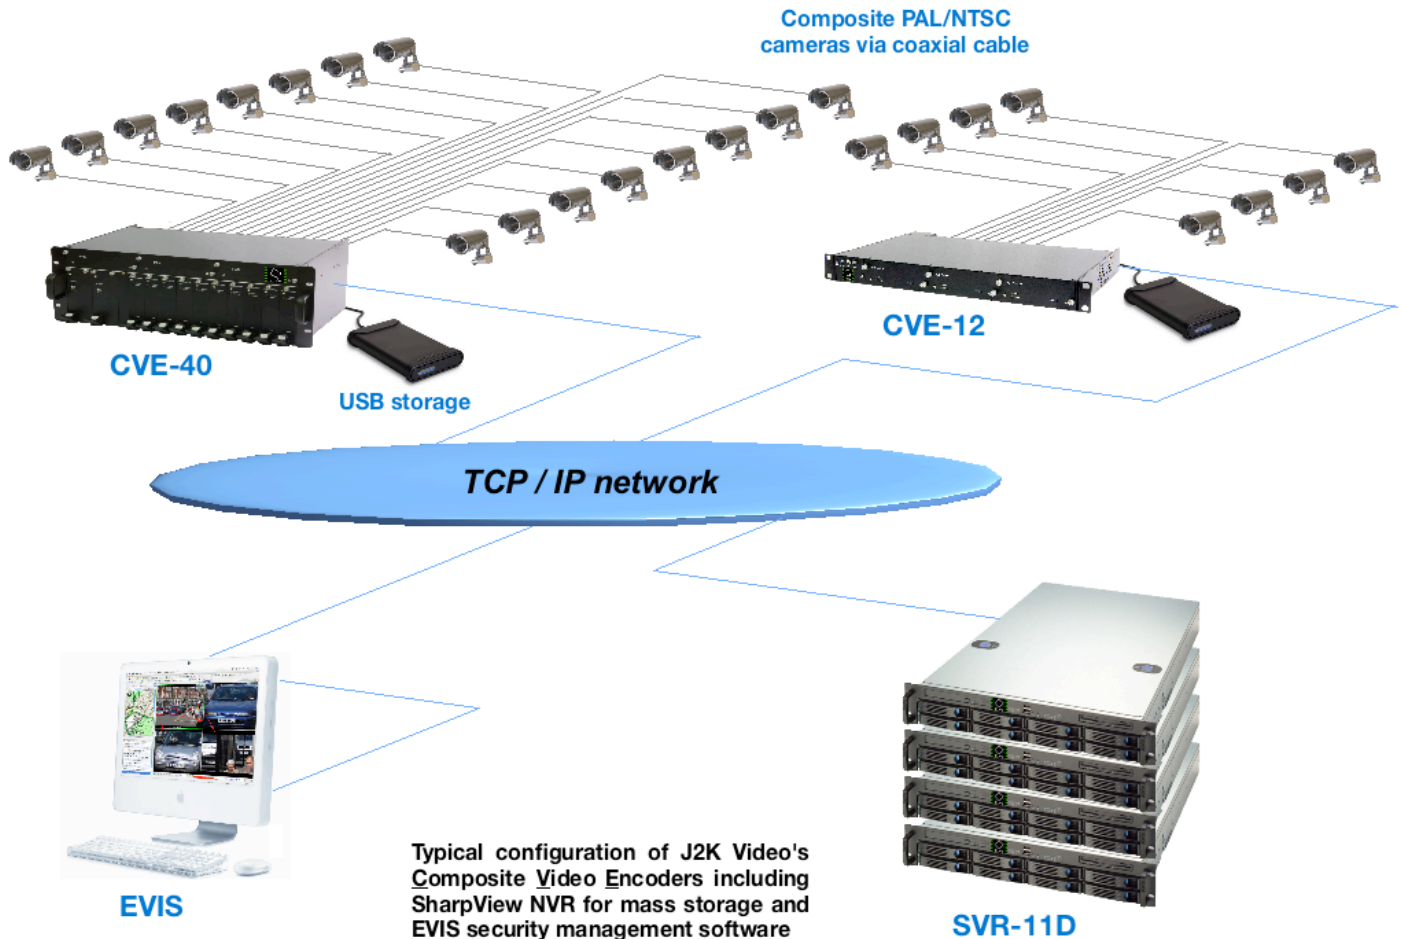 Composite PAL/NTSC
cameras via coaxial cable
CVE-40
USB storage
CVE-12
TCP / IP network
EVIS
Typical configuration of J2K Video's
Composite Video Encoders including
SharpView NVR for mass storage and
EVIS security management software
SVR-11D